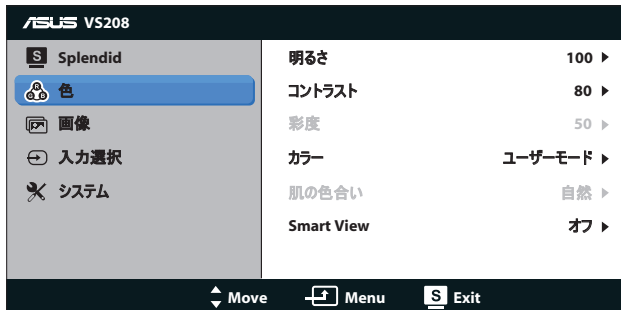 ASUS VS208
S Splendid
色
画像
入力選択
システム
明るさ 100
コントラスト 80
彩度 50
カラー ユーザーモード
肌の色合い 自然
Smart View オフ
Move Menu S Exit